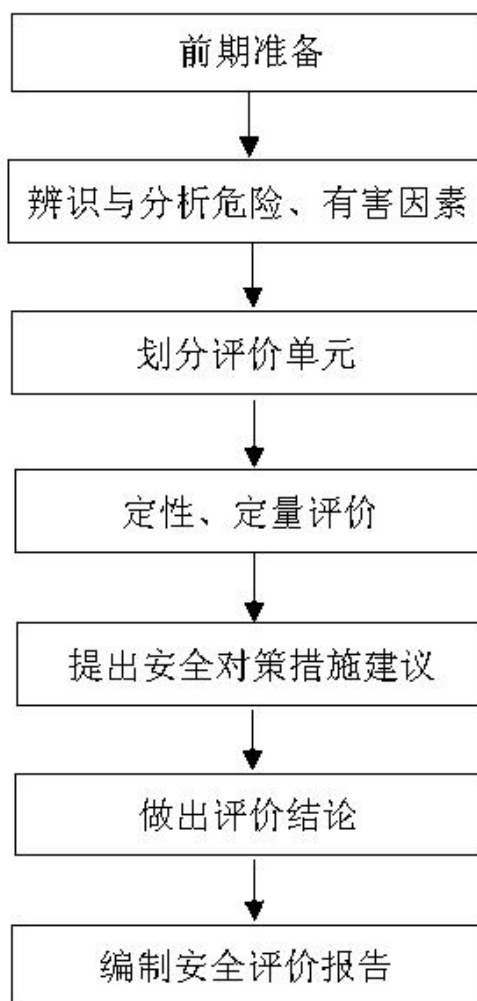 前期准备
辨识与分析危险、有害因素
划分评价单元
定性、定量评价
提出安全对策措施建议
做出评价结论
编制安全评价报告